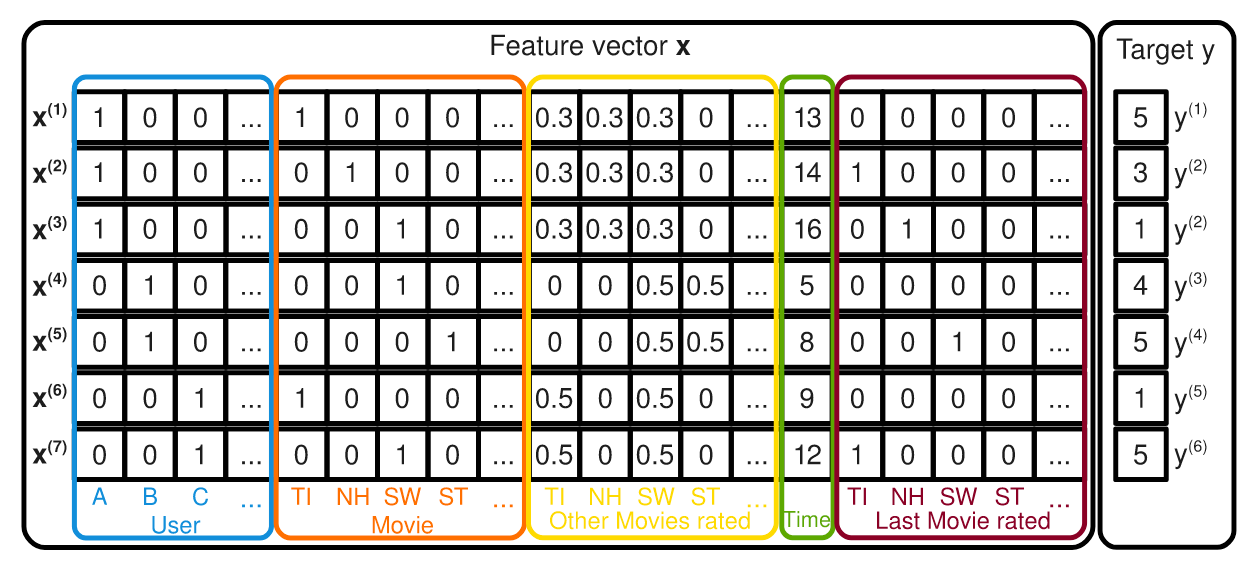 Feature vector x
Target y
x(1) 1 0 0 ... 1 0 0 0 ... 0.3 0.3 0.3 0 ... 13 0 0 0 0 ... 5 y(1)
x(2) 1 0 0 ... 0 1 0 0 ... 0.3 0.3 0.3 0 ... 14 1 0 0 0 ... 3 y(2)
x(3) 1 0 0 ... 0 0 1 0 ... 0.3 0.3 0.3 0 ... 16 0 1 0 0 ... 1 y(2)
x(4) 0 1 0 ... 0 0 1 0 ... 0 0 0.5 0.5 ... 5 0 0 0 0 ... 4 y(3)
x(5) 0 1 0 ... 0 0 0 1 ... 0 0 0.5 0.5 ... 8 0 0 1 0 ... 5 y(4)
x(6) 0 0 1 ... 1 0 0 0 ... 0.5 0 0.5 0 ... 9 0 0 0 0 ... 1 y(5)
x(7) 0 0 1 ... 0 0 1 0 ... 0.5 0 0.5 0 ... 12 1 0 0 0 ... 5 y(6)
A B C ... TI NH SW ST ... TI NH SW ST ... TI NH SW ST ...
User Movie Other Movies rated Time Last Movie rated